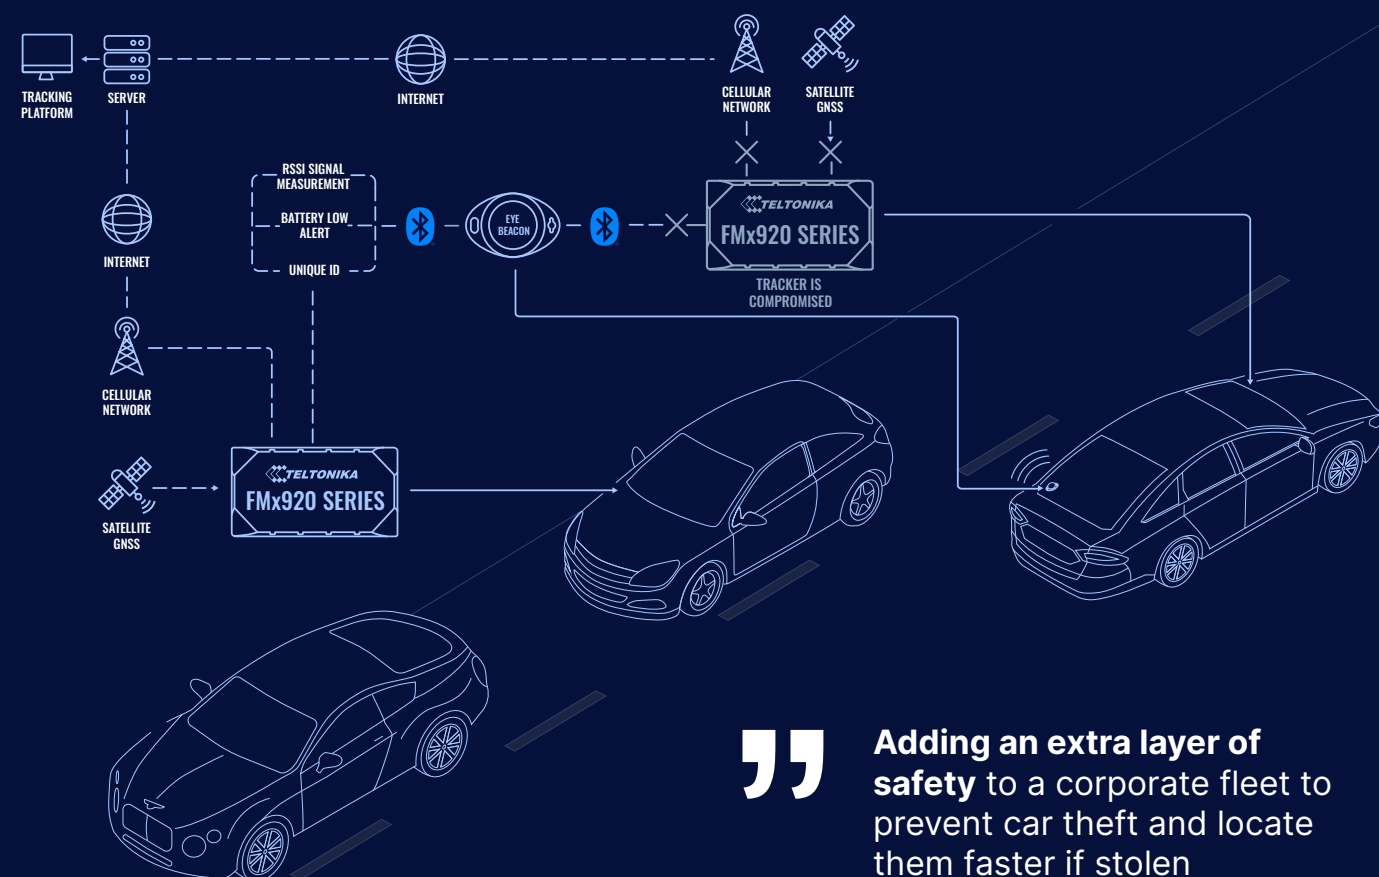 TRACKING
PLATFORM
SERVER
INTERNET
CELLULAR
NETWORK
SATELLITE
GNSS
RSSI SIGNAL
MEASUREMENT
BATTERY LOW
ALERT
UNIQUE ID
EYE
BEACON
TELTONIKA
FMx920 SERIES
TRACKER IS
COMPROMISED
INTERNET
CELLULAR
NETWORK
SATELLITE
GNSS
TELTONIKA
FMx920 SERIES
”
Adding an extra layer of
safety to a corporate fleet to
prevent car theft and locate
them faster if stolen